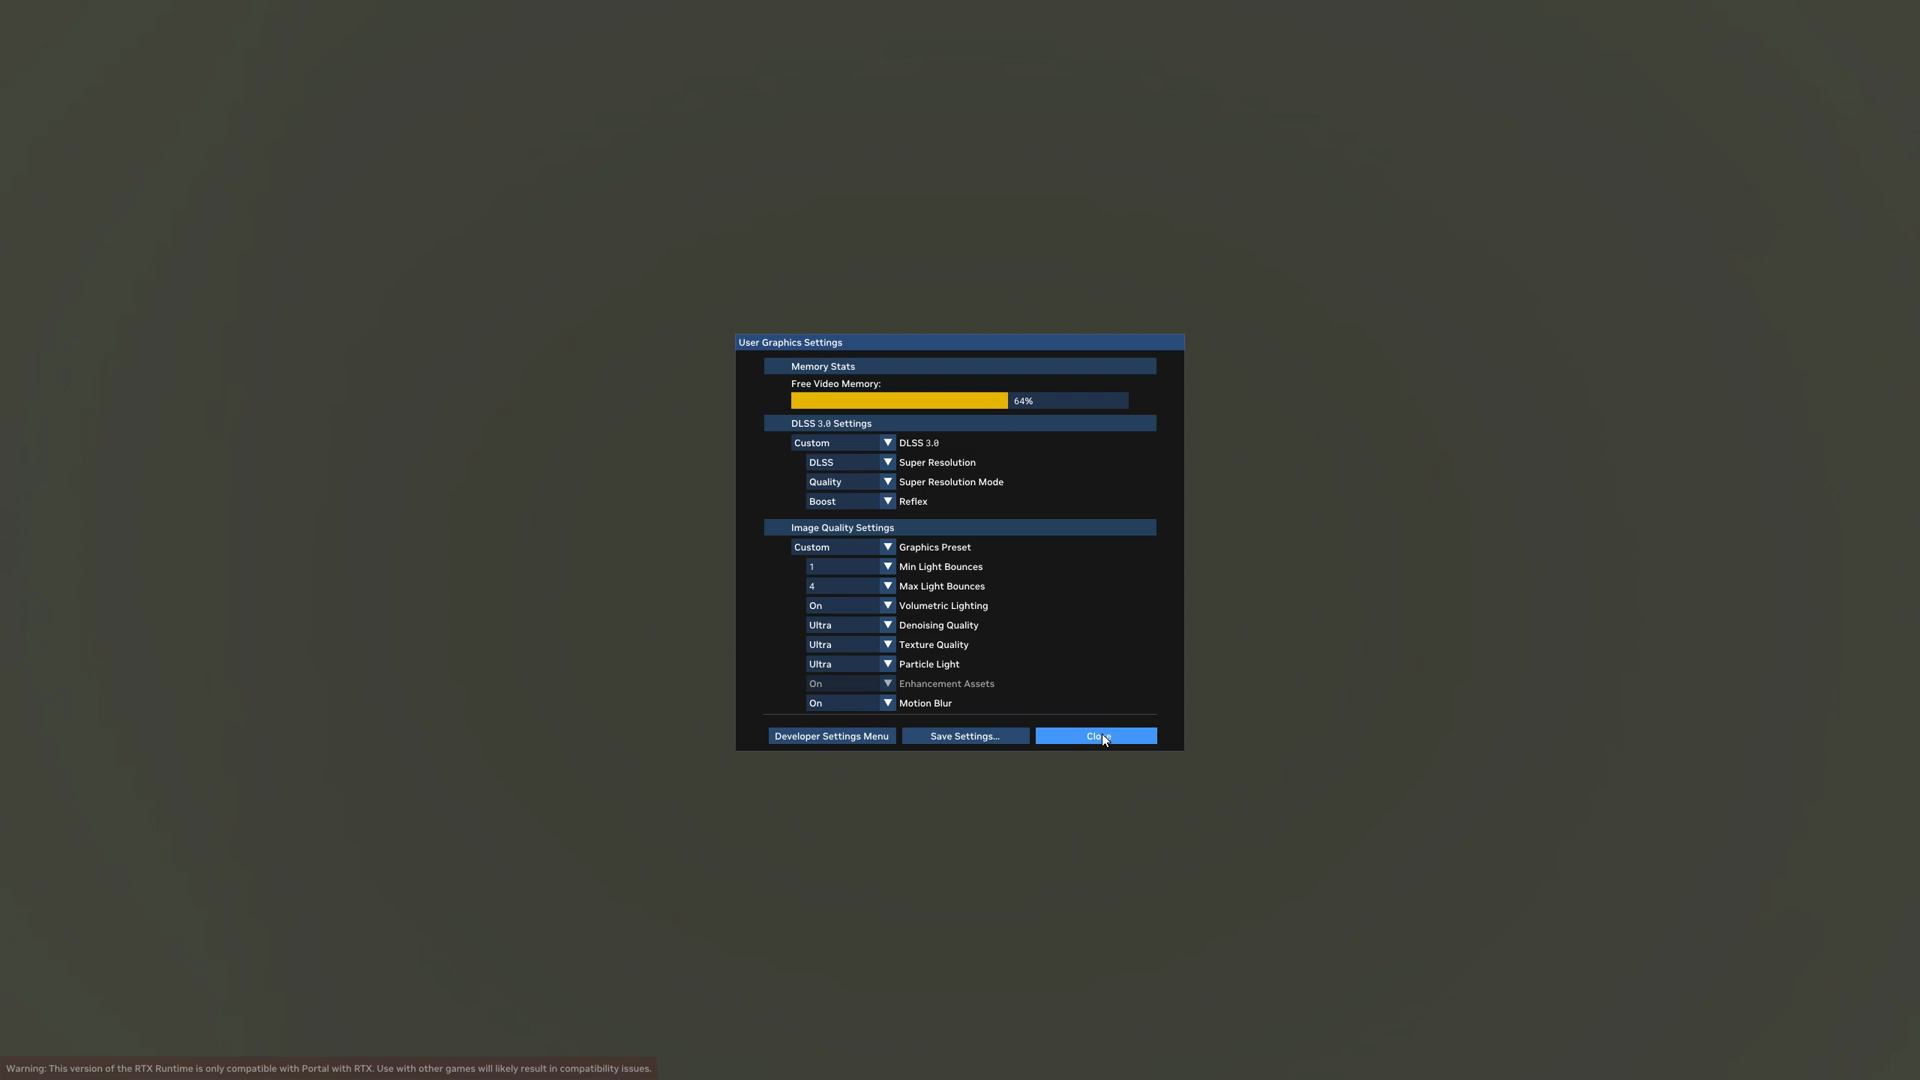 User Graphics Settings
Memory Stats
Free Video Memory:
64%
DLSS 3.0 Settings
Custom DLSS 3.0
DLSS Super Resolution
Quality Super Resolution Mode
Boost Reflex
Image Quality Settings
Custom Graphics Preset
1 Min Light Bounces
4 Max Light Bounces
On Volumetric Lighting
Ultra Denoising Quality
Ultra Texture Quality
Ultra Particle Light
On Enhancement Assets
On Motion Blur
Developer Settings Menu Save Settings... Close
Warning: This version of the RTX Runtime is only compatible with Portal with RTX. Use with other games will likely result in compatibility issues.